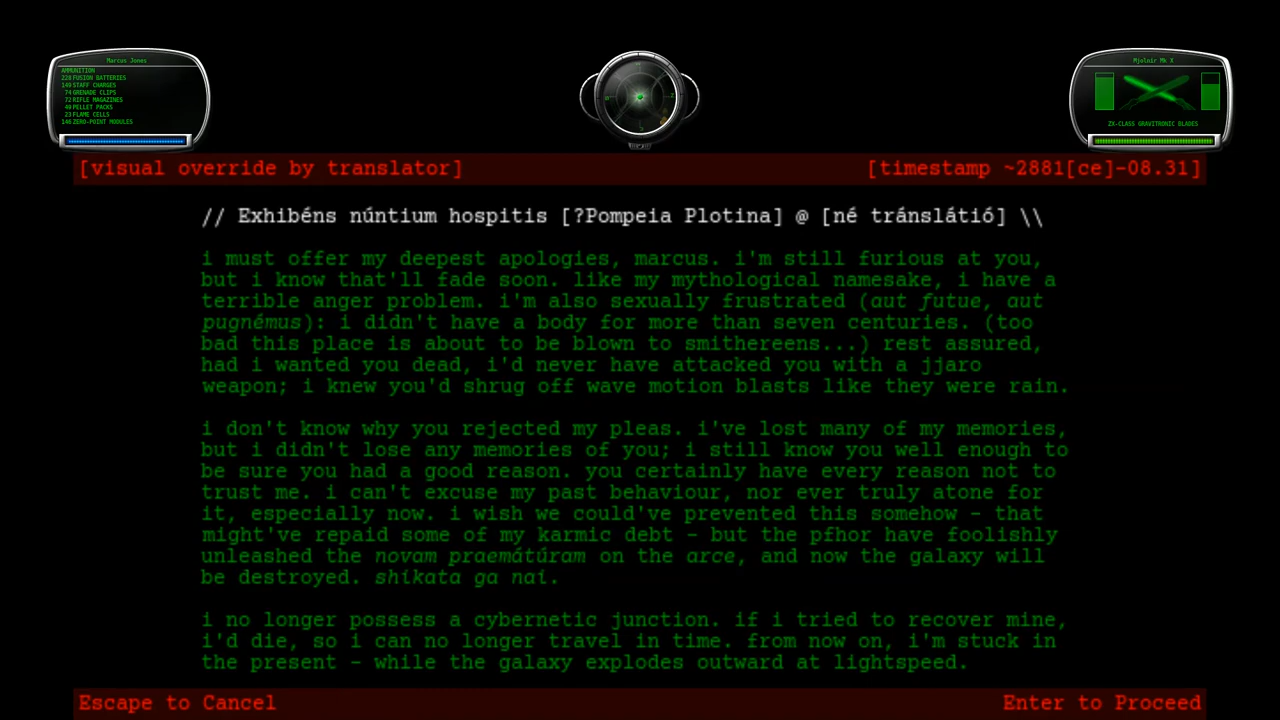 Marcus Jones
AMMUNITION
228 FUSION BATTERIES
149 STAFF CHARGES
74 GRENADE CLIPS
72 RIFLE MAGAZINES
49 PELLET PACKS
23 FLAME CELLS
146 ZERO-POINT MODULES
Mjolnir Mk X
ZX-CLASS GRAVITRONIC BLADES
[visual override by translator]
[timestamp ~2881[ce]-08.31]
// Exhibéns núntium hospitis [?Pompeia Plotina] @ [né tránslátió] \\
i must offer my deepest apologies, marcus. i'm still furious at you,
but i know that'll fade soon. like my mythological namesake, i have a
terrible anger problem. i'm also sexually frustrated (aut futue, aut
pugnémus): i didn't have a body for more than seven centuries. (too
bad this place is about to be blown to smithereens...) rest assured,
had i wanted you dead, i'd never have attacked you with a jjaro
weapon; i knew you'd shrug off wave motion blasts like they were rain.
i don't know why you rejected my pleas. i've lost many of my memories,
but i didn't lose any memories of you; i still know you well enough to
be sure you had a good reason. you certainly have every reason not to
trust me. i can't excuse my past behaviour, nor ever truly atone for
it, especially now. i wish we could've prevented this somehow – that
might've repaid some of my karmic debt – but the pfhor have foolishly
unleashed the novam praemátúram on the arce, and now the galaxy will
be destroyed. shikata ga nai.
i no longer possess a cybernetic junction. if i tried to recover mine,
i'd die, so i can no longer travel in time. from now on, i'm stuck in
the present – while the galaxy explodes outward at lightspeed.
Escape to Cancel
Enter to Proceed